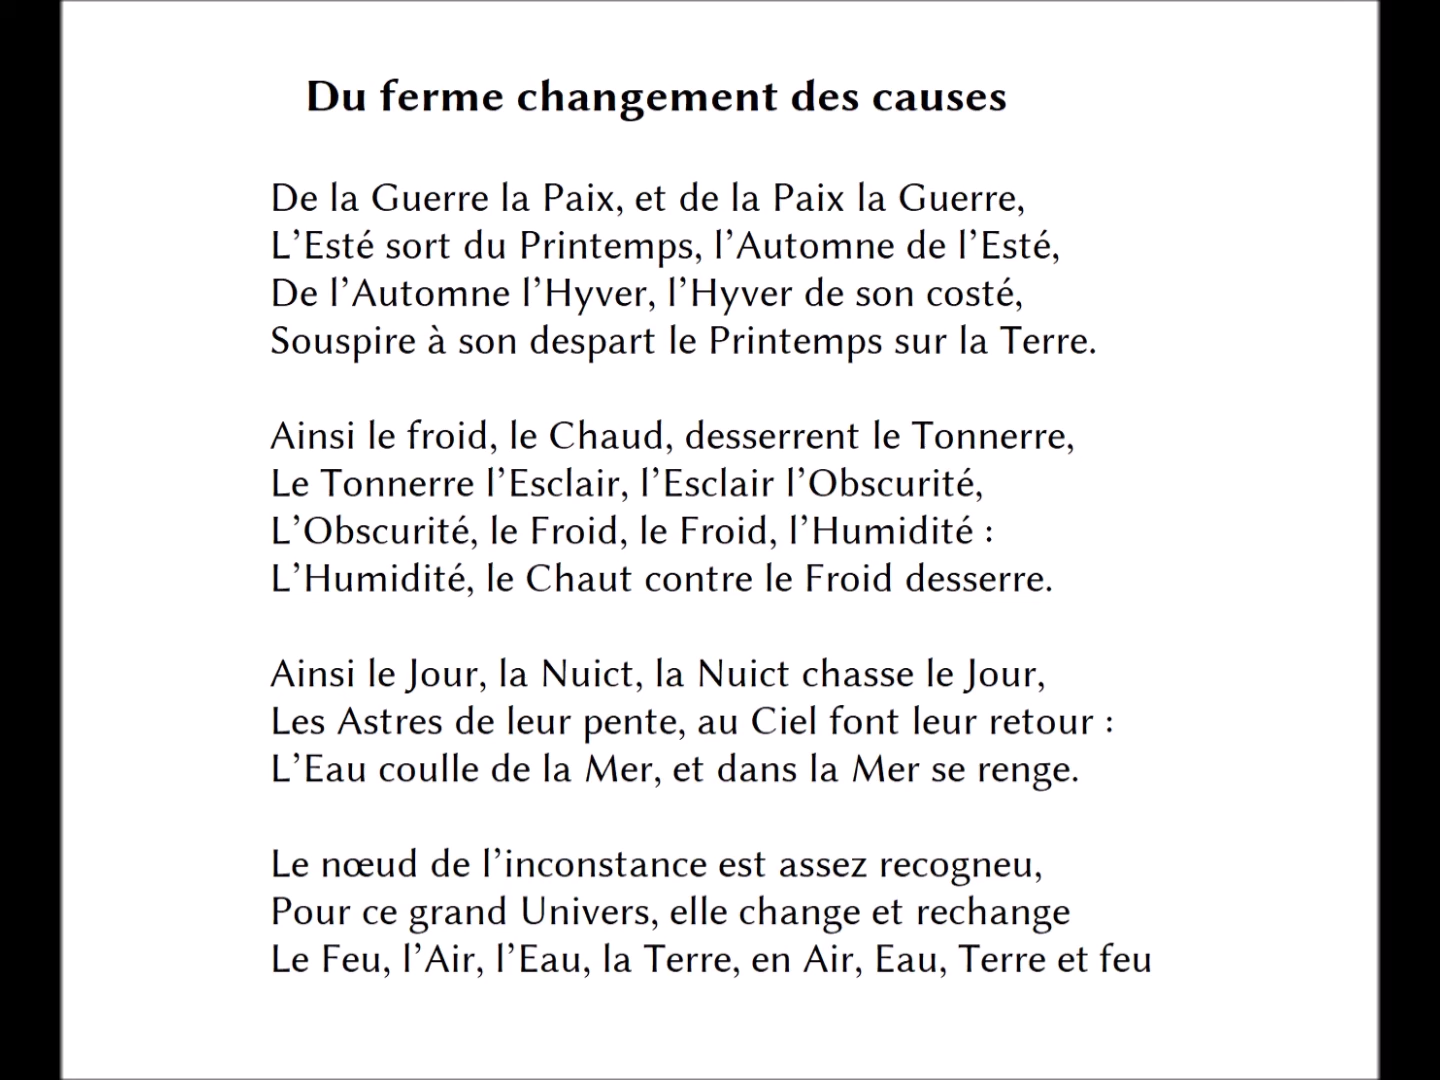 Du ferme changement des causes
De la Guerre la Paix, et de la Paix la Guerre,
L’Esté sort du Printemps, l’Automne de l’Esté,
De l’Automne l’Hyver, l’Hyver de son costé,
Souspire à son despart le Printemps sur la Terre.
Ainsi le froid, le Chaud, desserrent le Tonnerre,
Le Tonnerre l’Esclair, l’Esclair l’Obscurité,
L’Obscurité, le Froid, le Froid, l’Humidité :
L’Humidité, le Chaut contre le Froid desserre.
Ainsi le Jour, la Nuict, la Nuict chasse le Jour,
Les Astres de leur pente, au Ciel font leur retour :
L’Eau coulle de la Mer, et dans la Mer se renge.
Le nœud de l’inconstance est assez recogneu,
Pour ce grand Univers, elle change et rechange
Le Feu, l’Air, l’Eau, la Terre, en Air, Eau, Terre et feu